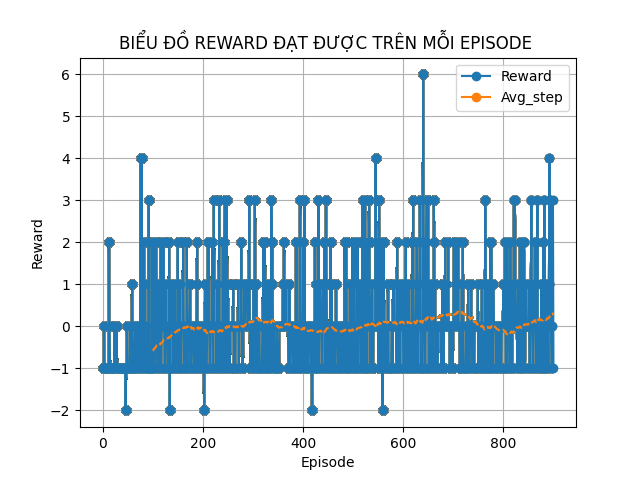 BIỂU ĐỒ REWARD ĐẠT ĐƯỢC TRÊN MỖI EPISODE
Reward
Avg_step
6
5
4
3
2
1
0
−1
−2
Reward
0
200
400
600
800
Episode